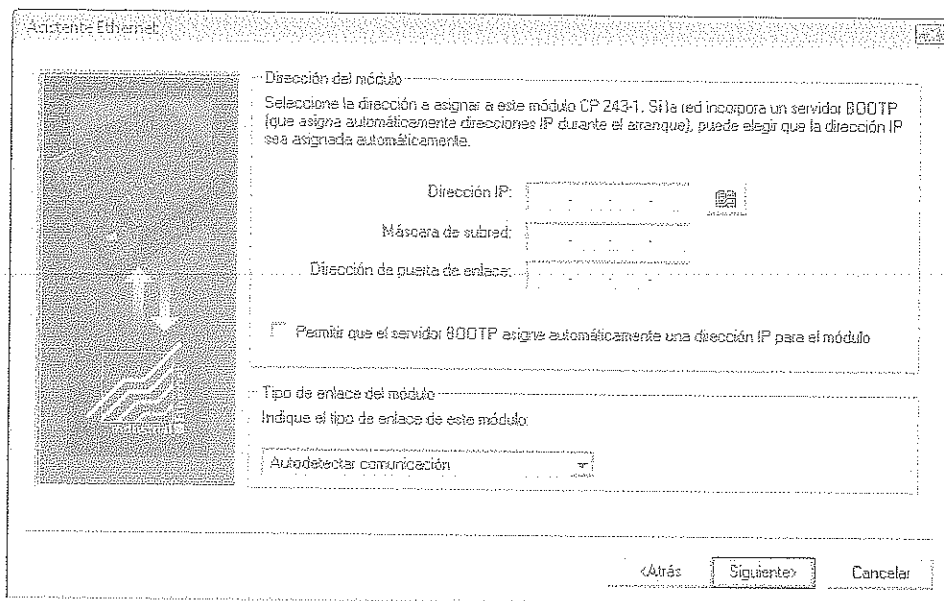 Asistente Ethernet
Dirección del módulo
Seleccione la dirección a asignar a este módulo CP 243-1. Si la red incorpora un servidor BOOTP
(que asigna automáticamente direcciones IP durante el arranque), puede elegir que la dirección IP
sea asignada automáticamente.
Dirección IP:
Máscara de subred:
Dirección de puerta de enlace:
Permitir que el servidor BOOTP asigne automáticamente una dirección IP para el módulo
Tipo de enlace del módulo
Indique el tipo de enlace de este módulo:
Autodetectar comunicación
<Atrás
Siguiente>
Cancelar